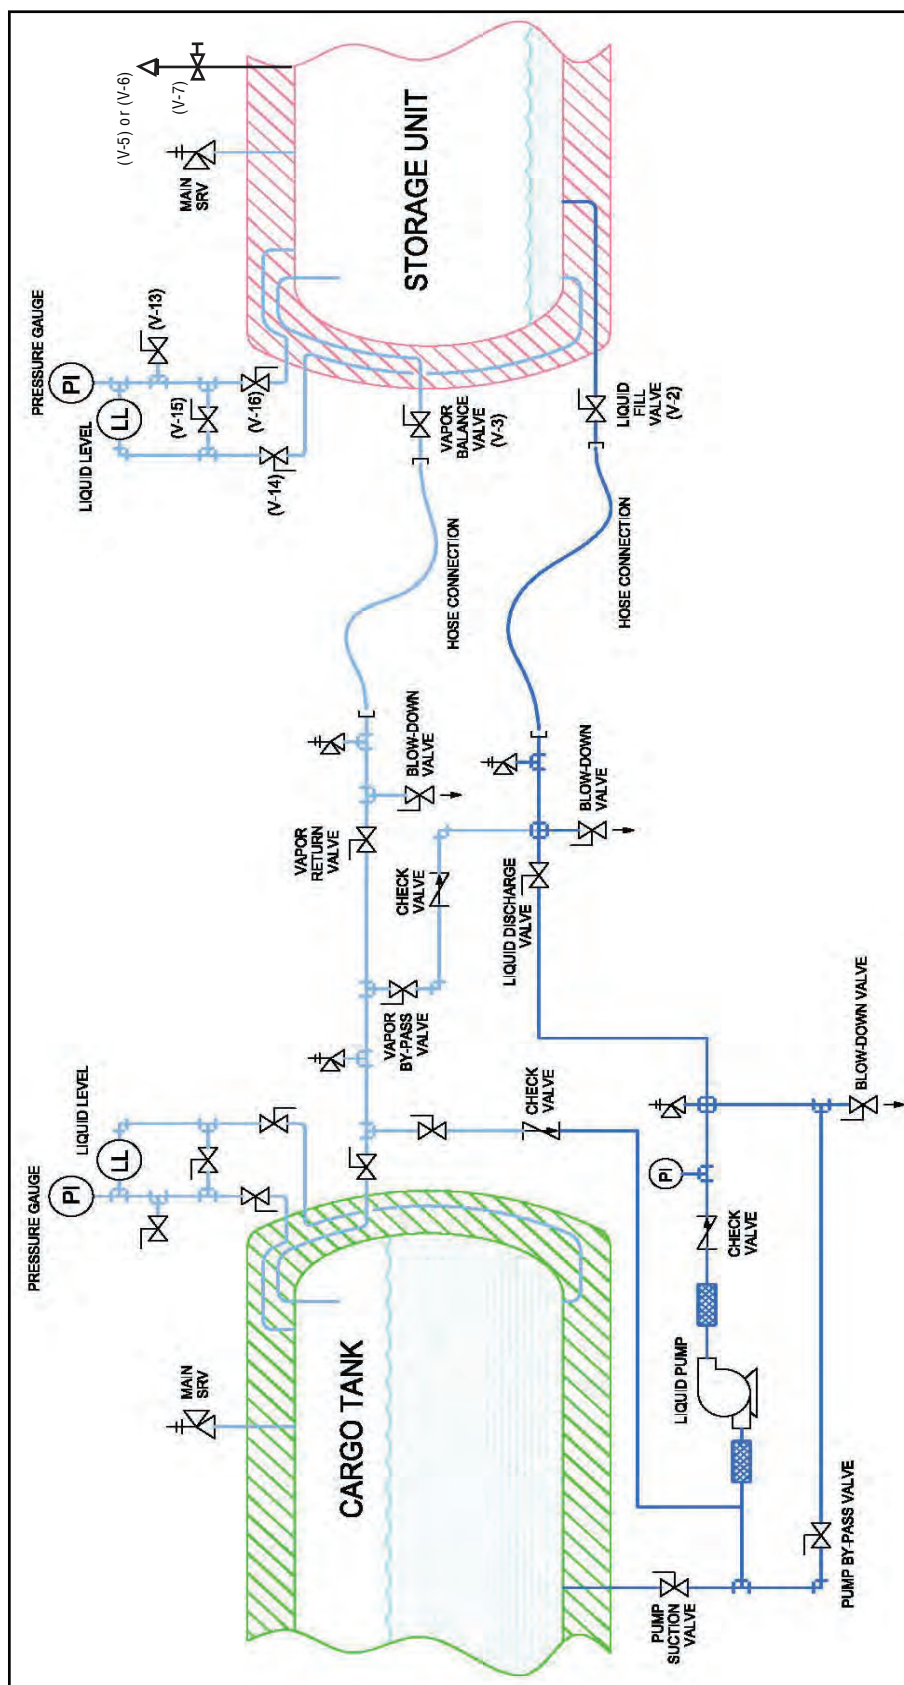 PRESSURE GAUGE
LIQUID LEVEL
PI
LL
MAIN
SRV
CARGO TANK
PUMP
SUCTION
VALVE
PUMP BY-PASS VALVE
LIQUID PUMP
CHECK
VALVE
PI
BLOW-DOWN VALVE
CHECK
VALVE
VAPOR
BY-PASS
VALVE
CHECK
VALVE
LIQUID DISCHARGE
VALVE
VAPOR
RETURN
VALVE
BLOW-DOWN
VALVE
BLOW-DOWN
VALVE
HOSE CONNECTION
HOSE CONNECTION
PRESSURE GAUGE
LIQUID LEVEL
PI
LL
(V-13)
(V-15)
(V-16)
(V-14)
VAPOR
BALANCE
VALVE
(V-3)
LIQUID
FILL
VALVE
(V-2)
MAIN
SRV
(V-5) or (V-6)
(V-7)
STORAGE UNIT